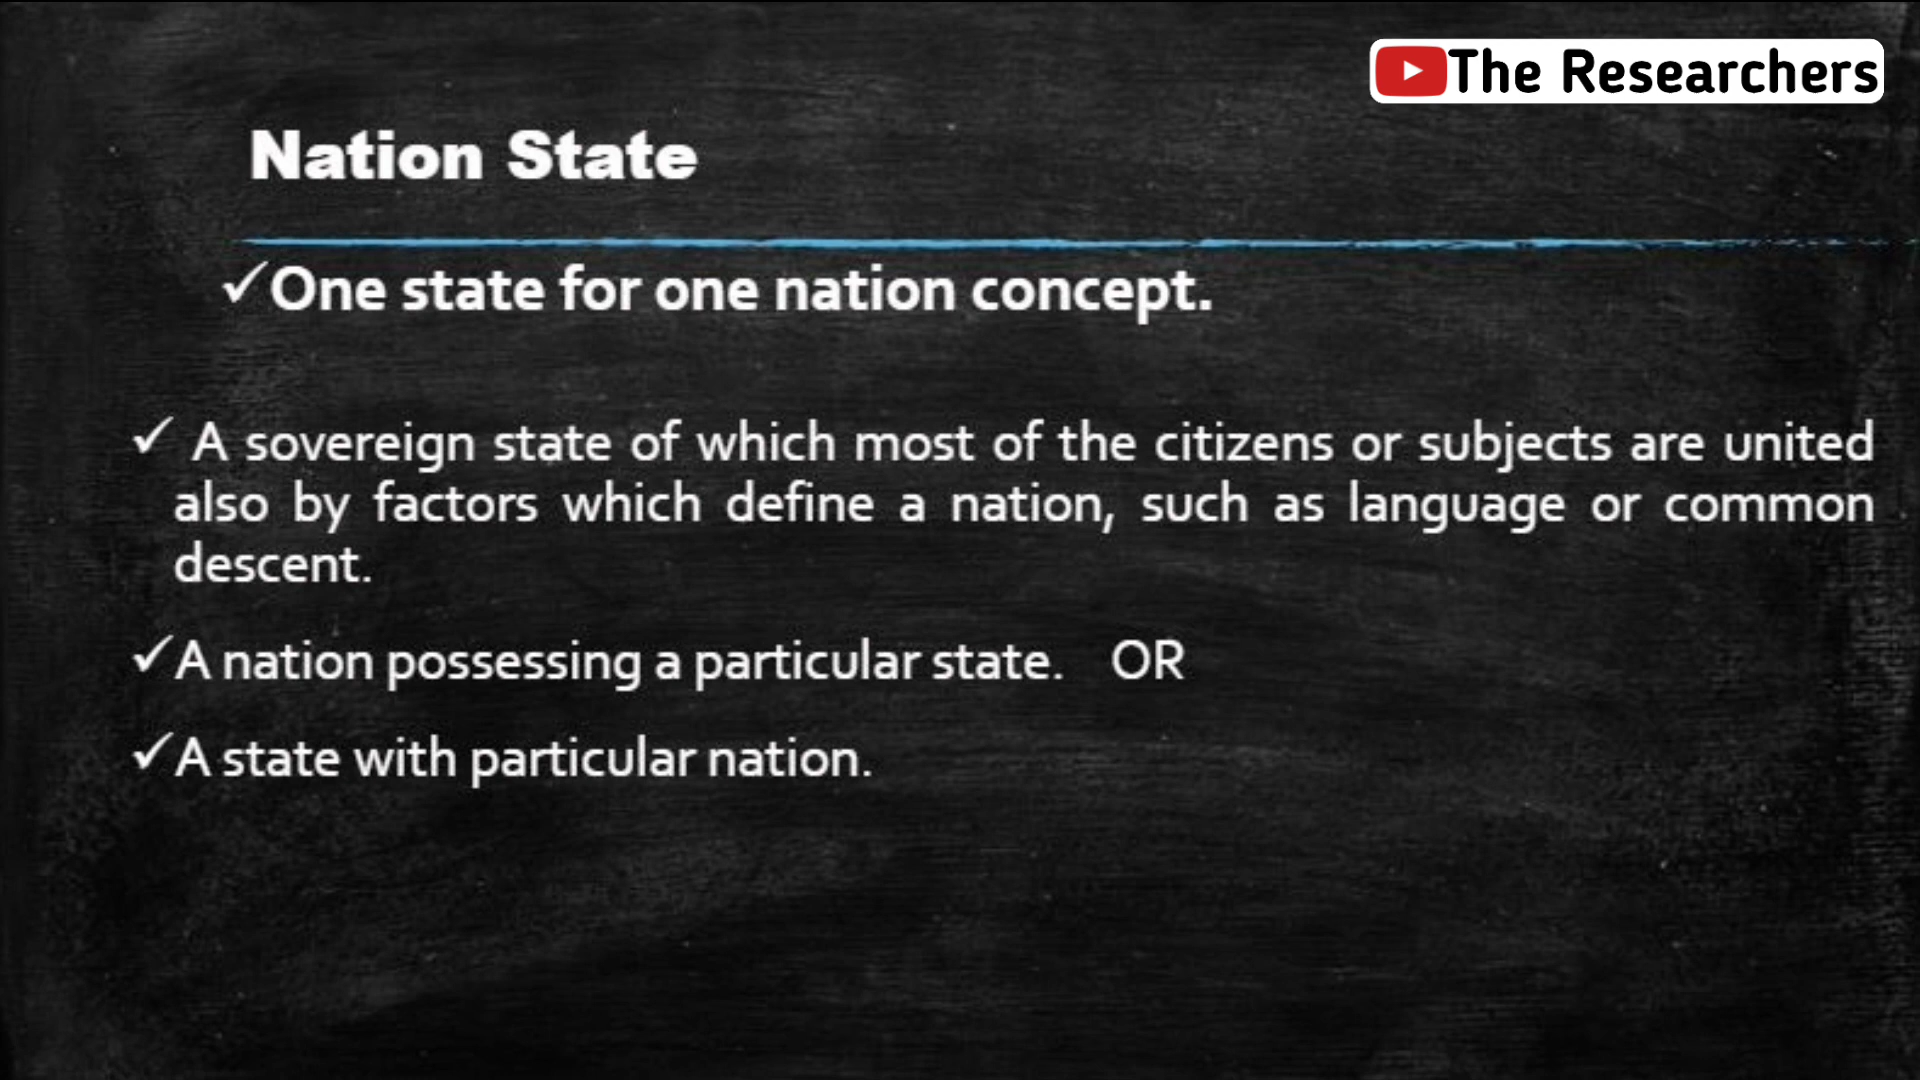 The Researchers
Nation State
✓One state for one nation concept.
✓ A sovereign state of which most of the citizens or subjects are united
also by factors which define a nation, such as language or common
descent.
✓A nation possessing a particular state. OR
✓A state with particular nation.